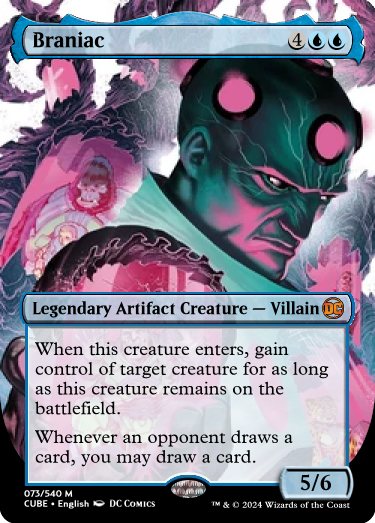 Braniac 4
Legendary Artifact Creature — Villain DC
When this creature enters, gain
control of target creature for as long
as this creature remains on the
battlefield.
Whenever an opponent draws a
card, you may draw a card.
5/6
073/540 M
CUBE • English DC COMICS
™ & © 2024 Wizards of the Coast